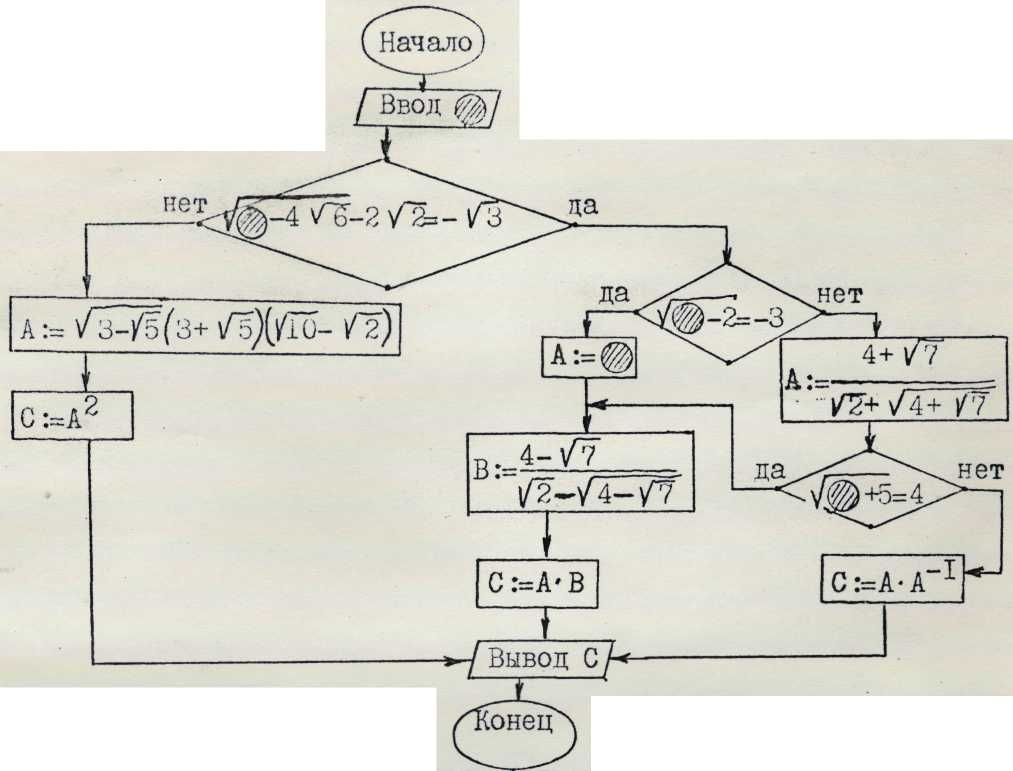 Начало
Ввод
нет
√(-4√6)-2√2=-√3
да
да
√(-2)=-3
нет
A:=√(3-√5)(3+√5)(√10-√2)
A:=
A:=(4+√7)/(√2+√(4+√7))
C:=A²
B:=(4-√7)/(√2-√(4-√7))
да
√(+5)=4
нет
C:=A·B
C:=A·A⁻¹
Вывод C
Конец